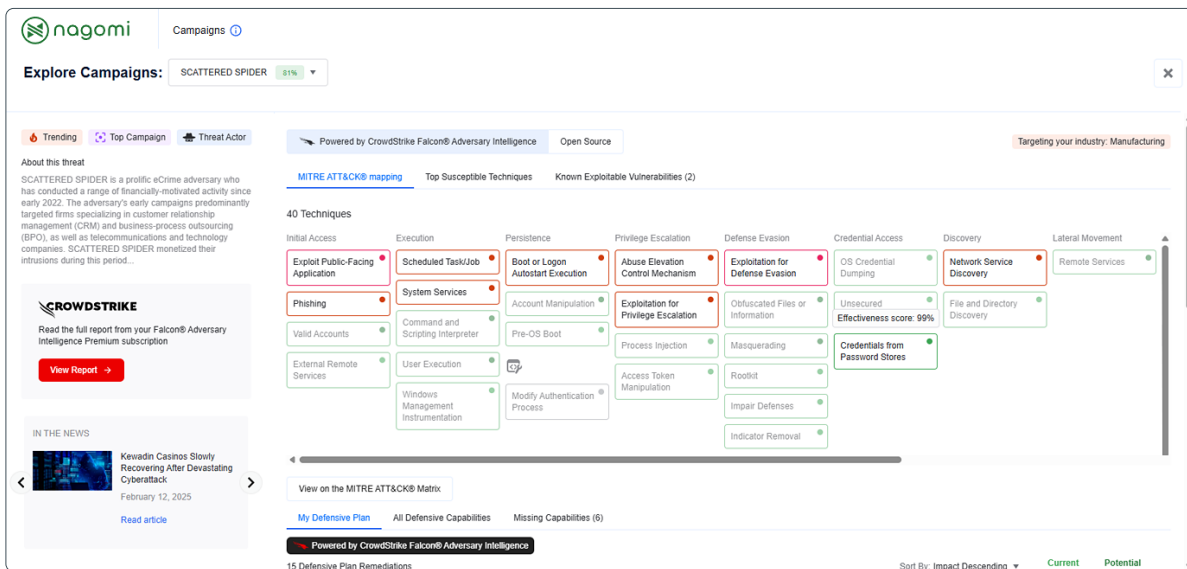 nagomi
Campaigns
Explore Campaigns:
SCATTERED SPIDER 81%
Trending
Top Campaign
Threat Actor
About this threat
SCATTERED SPIDER is a prolific eCrime adversary who
has conducted a range of financially-motivated activity since
early 2022. The adversary's early campaigns predominantly
targeted firms specializing in customer relationship
management (CRM) and business-process outsourcing
(BPO), as well as telecommunications and technology
companies. SCATTERED SPIDER monetized their
intrusions during this period...
CROWDSTRIKE
Read the full report from your Falcon® Adversary
Intelligence Premium subscription
View Report →
IN THE NEWS
Kewadin Casinos Slowly
Recovering After Devastating
Cyberattack
February 12, 2025
Read article
Powered by CrowdStrike Falcon® Adversary Intelligence
Open Source
Targeting your industry: Manufacturing
MITRE ATT&CK® mapping
Top Susceptible Techniques
Known Exploitable Vulnerabilities (2)
40 Techniques
Initial Access
Exploit Public-Facing
Application
Phishing
Valid Accounts
External Remote
Services
Execution
Scheduled Task/Job
System Services
Command and
Scripting Interpreter
User Execution
Windows
Management
Instrumentation
Persistence
Boot or Logon
Autostart Execution
Account Manipulation
Pre-OS Boot
Modify Authentication
Process
Privilege Escalation
Abuse Elevation
Control Mechanism
Exploitation for
Privilege Escalation
Process Injection
Access Token
Manipulation
Defense Evasion
Exploitation for
Defense Evasion
Obfuscated Files or
Information
Masquerading
Rootkit
Impair Defenses
Indicator Removal
Credential Access
OS Credential
Dumping
Unsecured
Effectiveness score: 99%
Credentials from
Password Stores
Discovery
Network Service
Discovery
File and Directory
Discovery
Lateral Movement
Remote Services
View on the MITRE ATT&CK® Matrix
My Defensive Plan
All Defensive Capabilities
Missing Capabilities (6)
Powered by CrowdStrike Falcon® Adversary Intelligence
15 Defensive Plan Remediations
Sort By: Impact Descending
Current
Potential